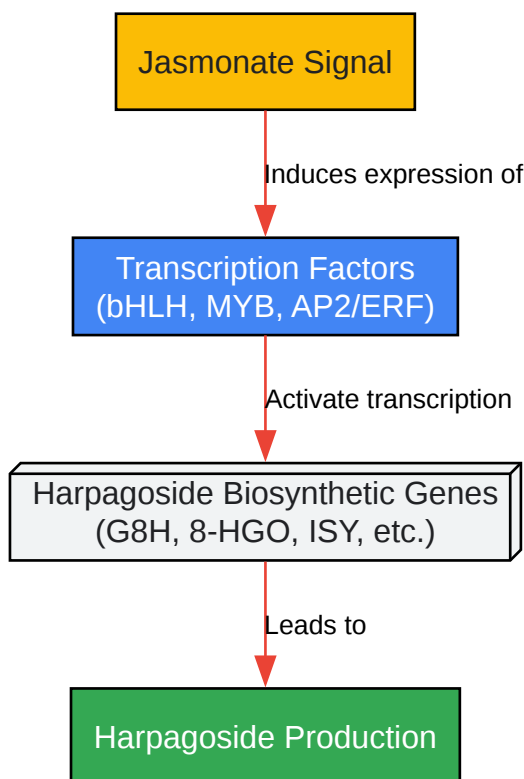 Jasmonate Signal
Induces expression of
Transcription Factors
(bHLH, MYB, AP2/ERF)
Activate transcription
Harpagoside Biosynthetic Genes
(G8H, 8-HGO, ISY, etc.)
Leads to
Harpagoside Production